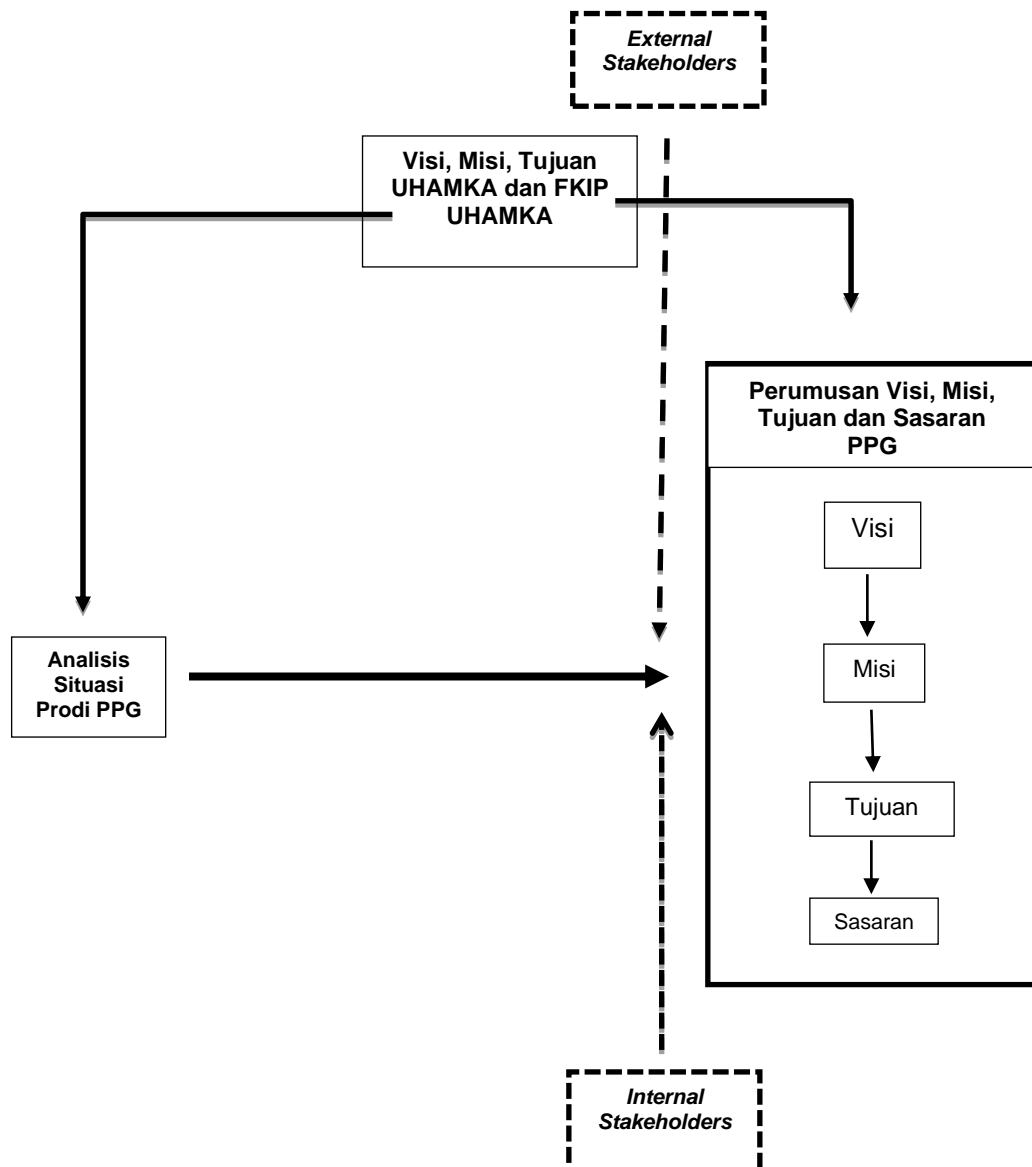 External
Stakeholders
Visi, Misi, Tujuan
UHAMKA dan FKIP
UHAMKA
Perumusan Visi, Misi,
Tujuan dan Sasaran
PPG
Visi
Analisis
Situasi
Prodi PPG
Misi
Tujuan
Sasaran
Internal
Stakeholders